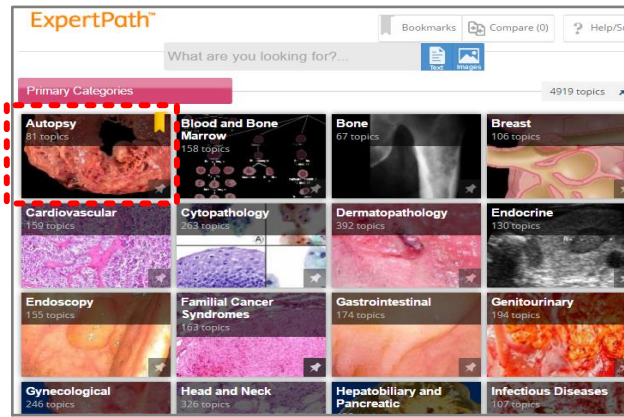 ExpertPath™
Bookmarks
Compare (0)
? Help/Su
What are you looking for?...
Text
Images
Primary Categories
4919 topics
Autopsy
81 topics
Blood and Bone
Marrow
158 topics
Bone
67 topics
Breast
106 topics
Cardiovascular
159 topics
Cytopathology
263 topics
A)
Dermatopathology
392 topics
Endocrine
130 topics
Endoscopy
155 topics
Familial Cancer
Syndromes
163 topics
Gastrointestinal
174 topics
Genitourinary
194 topics
Gynecological
246 topics
Head and Neck
326 topics
Hepatobiliary and
Pancreatic
Infectious Diseases
107 topics